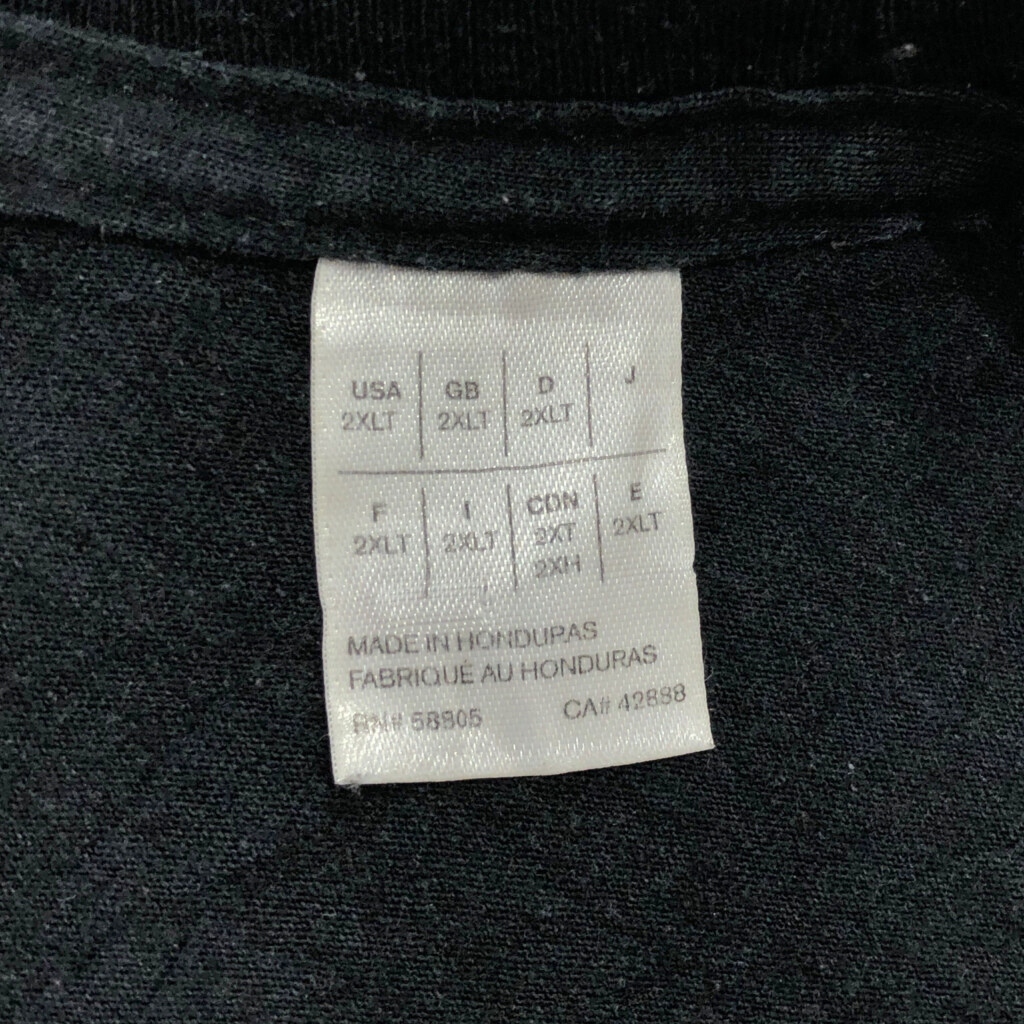 USA GB D J
2XLT 2XLT 2XLT
F I CDN E
2XLT 2XLT 2XT 2XLT
2XH
MADE IN HONDURAS
FABRIQUÉ AU HONDURAS
RN# 58805 CA# 42888